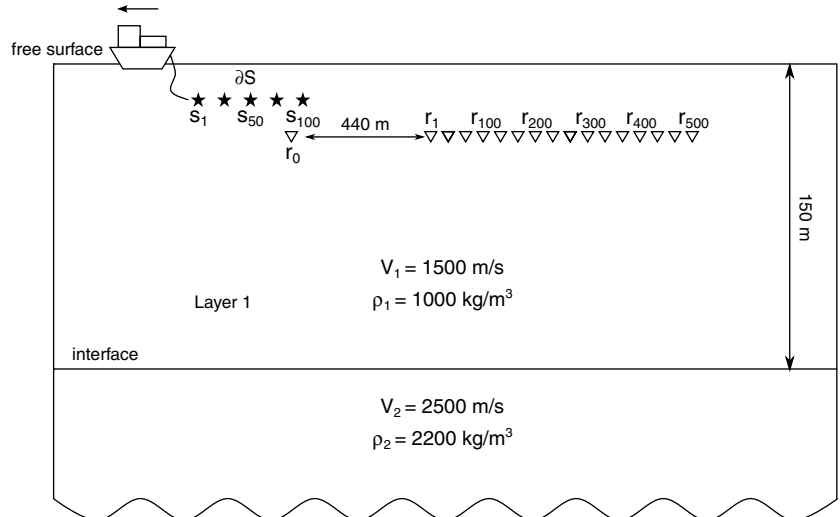 free surface
∂S
s₁ s₅₀ s₁₀₀
440 m
r₀
r₁ r₁₀₀ r₂₀₀ r₃₀₀ r₄₀₀ r₅₀₀
150 m
V₁ = 1500 m/s
ρ₁ = 1000 kg/m³
Layer 1
interface
V₂ = 2500 m/s
ρ₂ = 2200 kg/m³